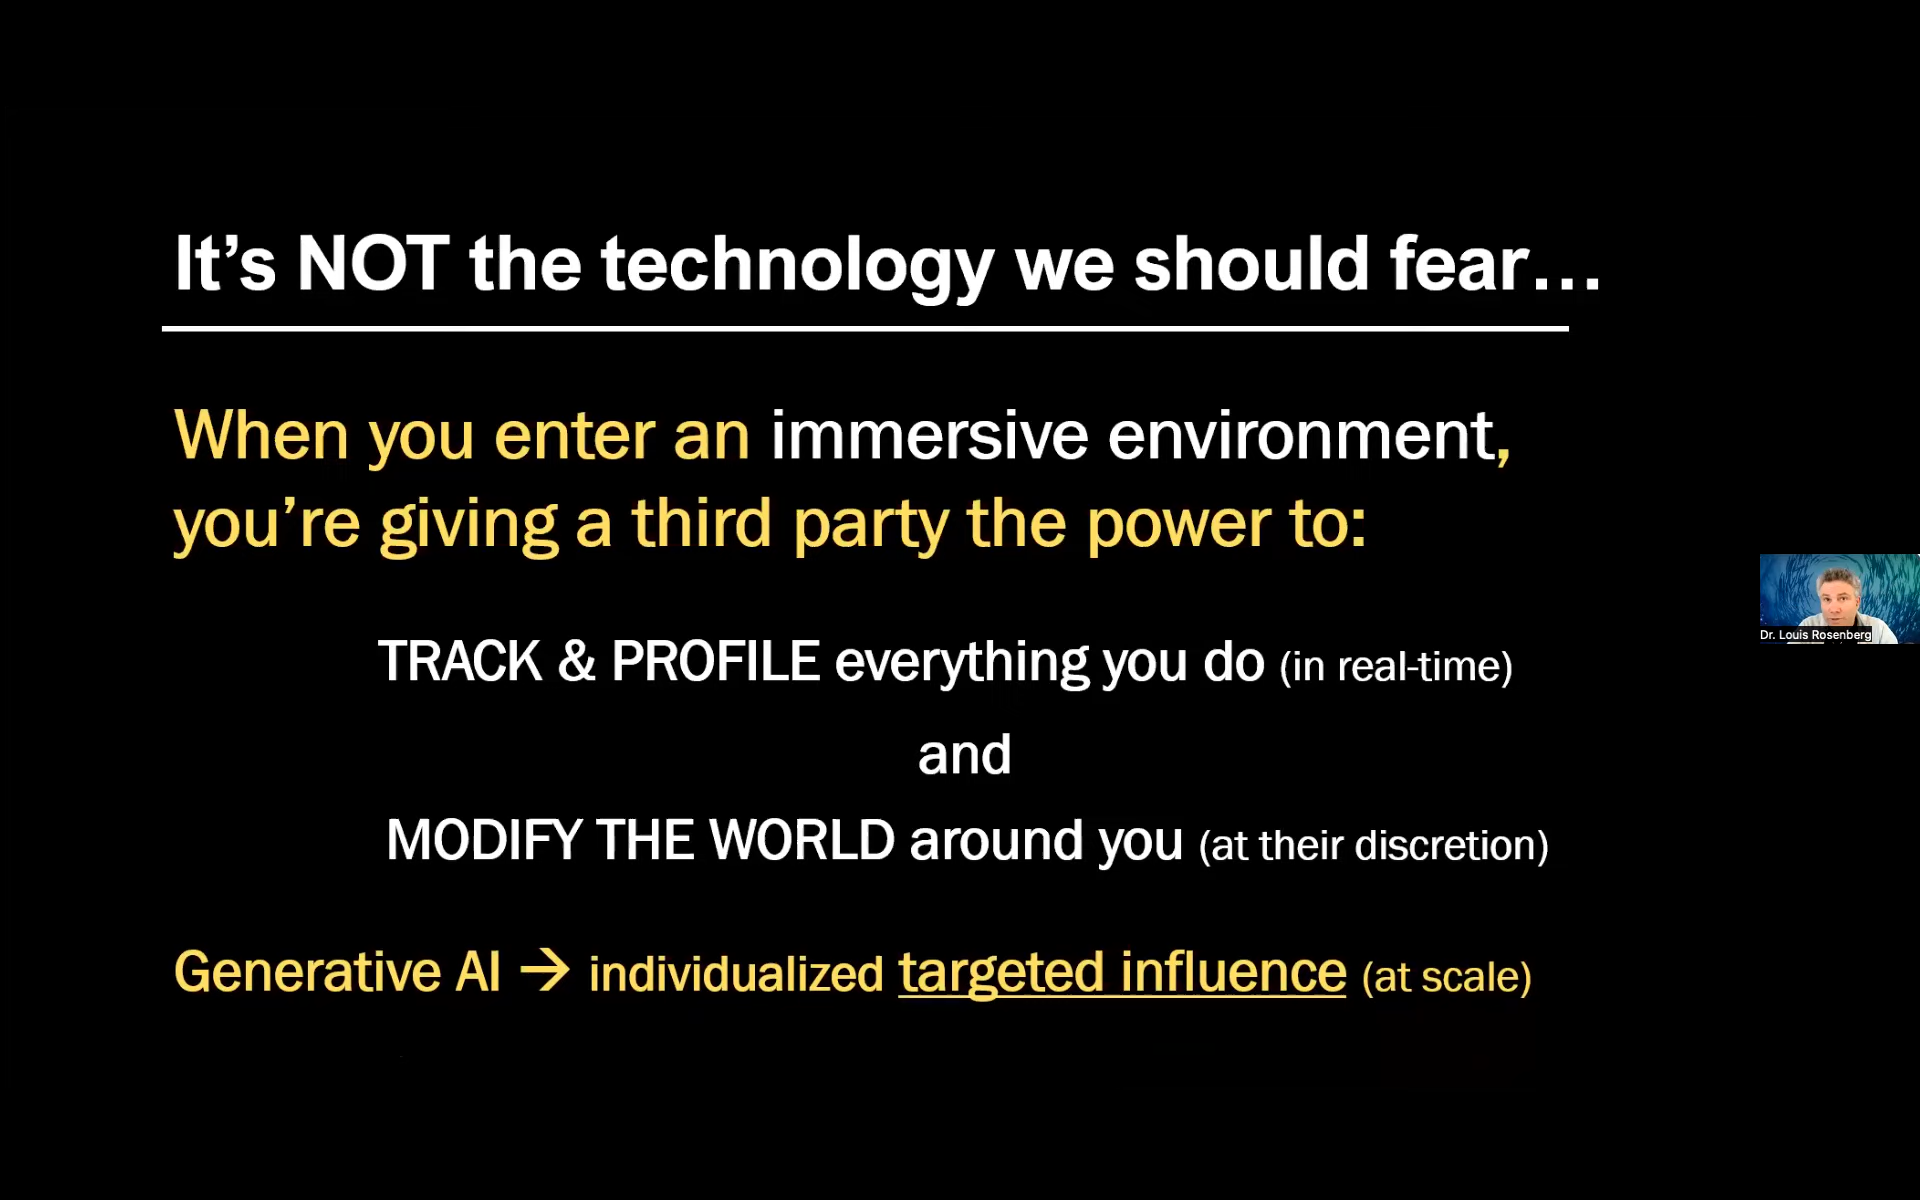 It’s NOT the technology we should fear…
When you enter an immersive environment,
you’re giving a third party the power to:
TRACK & PROFILE everything you do (in real-time)
and
MODIFY THE WORLD around you (at their discretion)
Generative AI → individualized targeted influence (at scale)
Dr. Louis Rosenberg